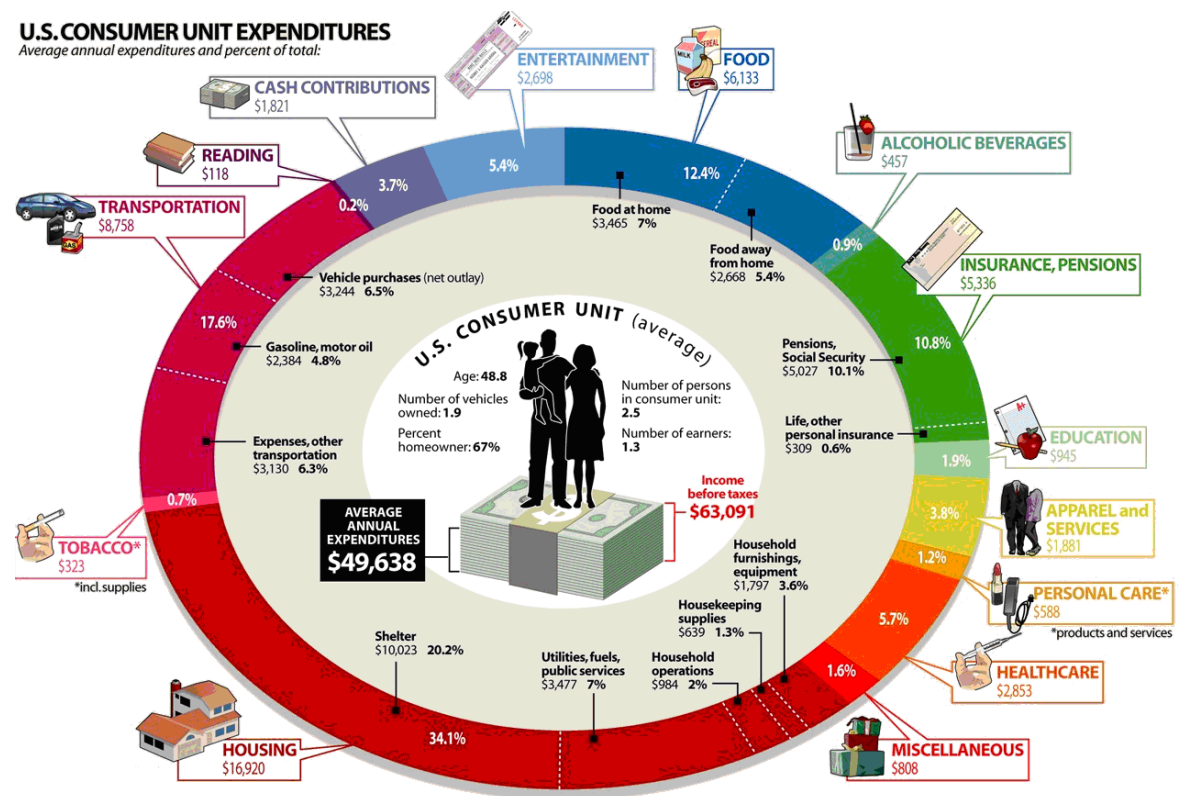 U.S. CONSUMER UNIT EXPENDITURES
Average annual expenditures and percent of total:
ENTERTAINMENT
$2,698
5.4%
MILK
CEREAL
FOOD
$6,133
12.4%
Food at home
$3,465 7%
Food away
from home
$2,668 5.4%
ALCOHOLIC BEVERAGES
$457
0.9%
INSURANCE, PENSIONS
$5,336
10.8%
Pensions,
Social Security
$5,027 10.1%
Life, other
personal insurance
$309 0.6%
A+
EDUCATION
$945
1.9%
APPAREL and
SERVICES
$1,881
3.8%
PERSONAL CARE*
$588
*products and services
1.2%
HEALTHCARE
$2,853
5.7%
MISCELLANEOUS
$808
1.6%
HOUSING
$16,920
34.1%
Household
furnishings,
equipment
$1,797 3.6%
Housekeeping
supplies
$639 1.3%
Household
operations
$984 2%
Utilities, fuels,
public services
$3,477 7%
Shelter
$10,023 20.2%
TOBACCO*
$323
*incl. supplies
0.7%
TRANSPORTATION
$8,758
GAS
17.6%
Expenses, other
transportation
$3,130 6.3%
Gasoline, motor oil
$2,384 4.8%
Vehicle purchases (net outlay)
$3,244 6.5%
READING
$118
0.2%
CASH CONTRIBUTIONS
$1,821
3.7%
U.S. CONSUMER UNIT (average)
Age: 48.8
Number of vehicles
owned: 1.9
Percent
homeowner: 67%
Number of persons
in consumer unit:
2.5
Number of earners:
1.3
Income
before taxes
$63,091
AVERAGE
ANNUAL
EXPENDITURES
$49,638